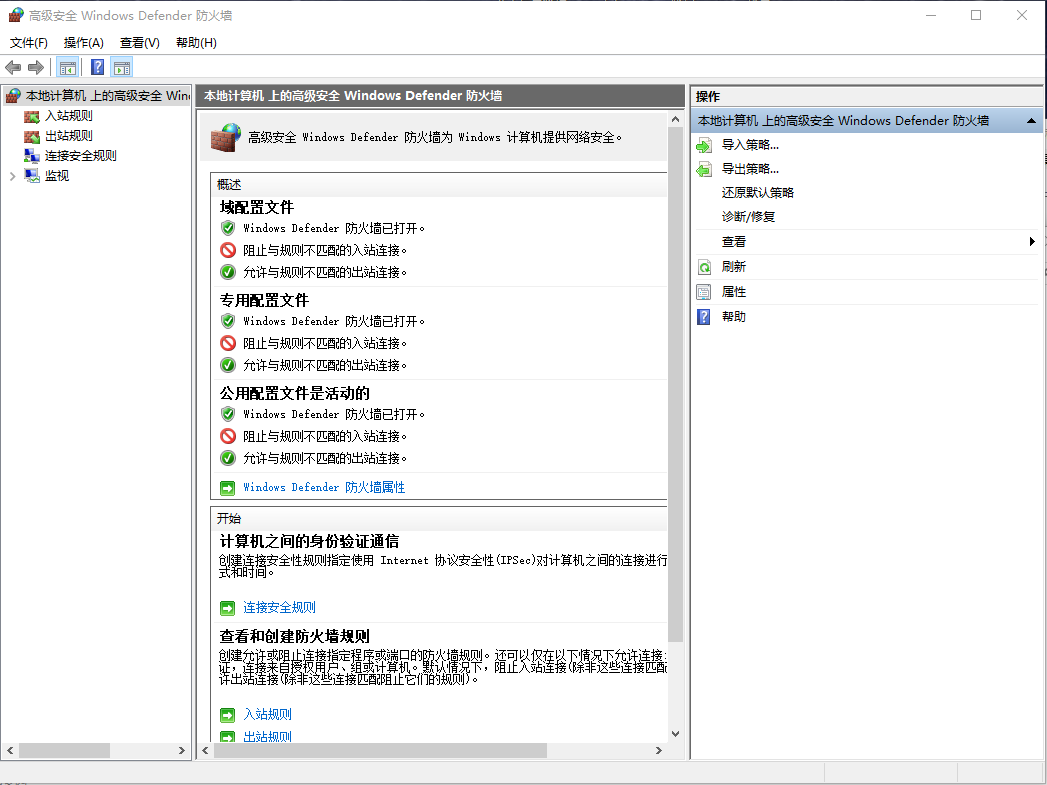 高级安全 Windows Defender 防火墙
文件(F) 操作(A) 查看(V) 帮助(H)
本地计算机 上的高级安全 Win
入站规则
出站规则
连接安全规则
监视
本地计算机 上的高级安全 Windows Defender 防火墙
高级安全 Windows Defender 防火墙为 Windows 计算机提供网络安全。
概述
域配置文件
Windows Defender 防火墙已打开。
阻止与规则不匹配的入站连接。
允许与规则不匹配的出站连接。
专用配置文件
Windows Defender 防火墙已打开。
阻止与规则不匹配的入站连接。
允许与规则不匹配的出站连接。
公用配置文件是活动的
Windows Defender 防火墙已打开。
阻止与规则不匹配的入站连接。
允许与规则不匹配的出站连接。
Windows Defender 防火墙属性
开始
计算机之间的身份验证通信
创建连接安全性规则指定使用 Internet 协议安全性(IPSec)对计算机之间的连接进行
式和时间。
连接安全规则
查看和创建防火墙规则
创建允许或阻止连接指定程序或端口的防火墙规则。还可以仅在以下情况下允许连接:
证，连接来自授权用户、组或计算机。默认情况下，阻止入站连接(除非这些连接匹配
许出站连接(除非这些连接匹配阻止它们的规则)。
入站规则
出站规则
操作
本地计算机 上的高级安全 Windows Defender 防火墙
导入策略...
导出策略...
还原默认策略
诊断/修复
查看
刷新
属性
帮助